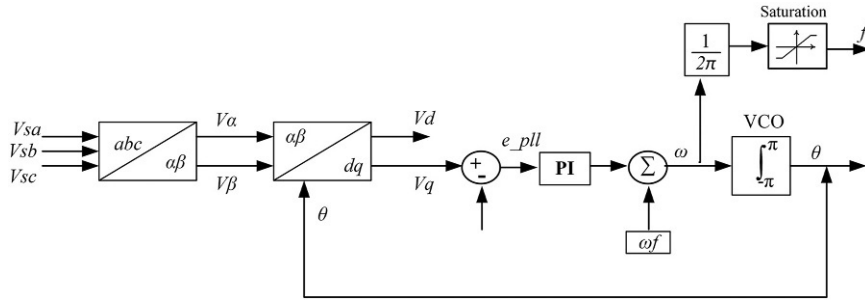 Saturation
f
1
2π
Vsa
Vsb
Vsc
abc
αβ
Vα
Vβ
αβ
dq
Vd
Vq
θ
+
-
e_pll
PI
Σ
ωf
ω
VCO
∫
π
-π
θ